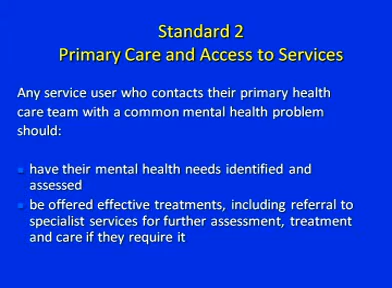 Standard 2
Primary Care and Access to Services
Any service user who contacts their primary health
care team with a common mental health problem
should:
have their mental health needs identified and
assessed
be offered effective treatments, including referral to
specialist services for further assessment, treatment
and care if they require it